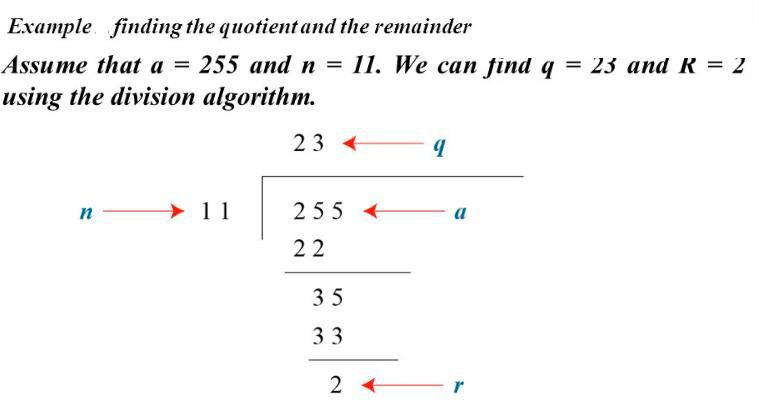 Example finding the quotient and the remainder
Assume that a = 255 and n = 11. We can find q = 23 and R = 2
using the division algorithm.
2 3 q
n 1 1 2 5 5 a
2 2
3 5
3 3
2 r